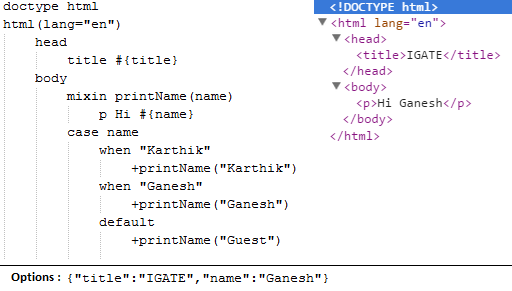 doctype html
html(lang="en")
head
title #{title}
body
mixin printName(name)
p Hi #{name}
case name
when "Karthik"
+printName("Karthik")
when "Ganesh"
+printName("Ganesh")
default
+printName("Guest")
<!DOCTYPE html>
<html lang="en">
<head>
<title>IGATE</title>
</head>
<body>
<p>Hi Ganesh</p>
</body>
</html>
Options : {"title":"IGATE","name":"Ganesh"}